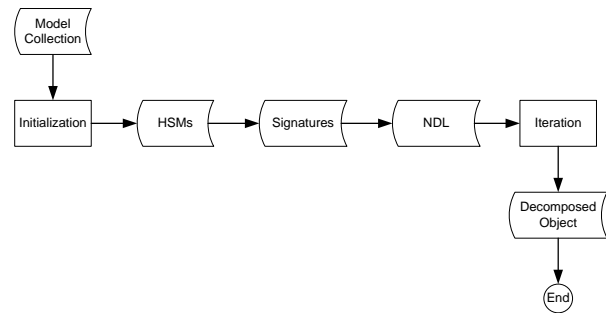 Model
Collection
Initialization
HSMs
Signatures
NDL
Iteration
Decomposed
Object
End